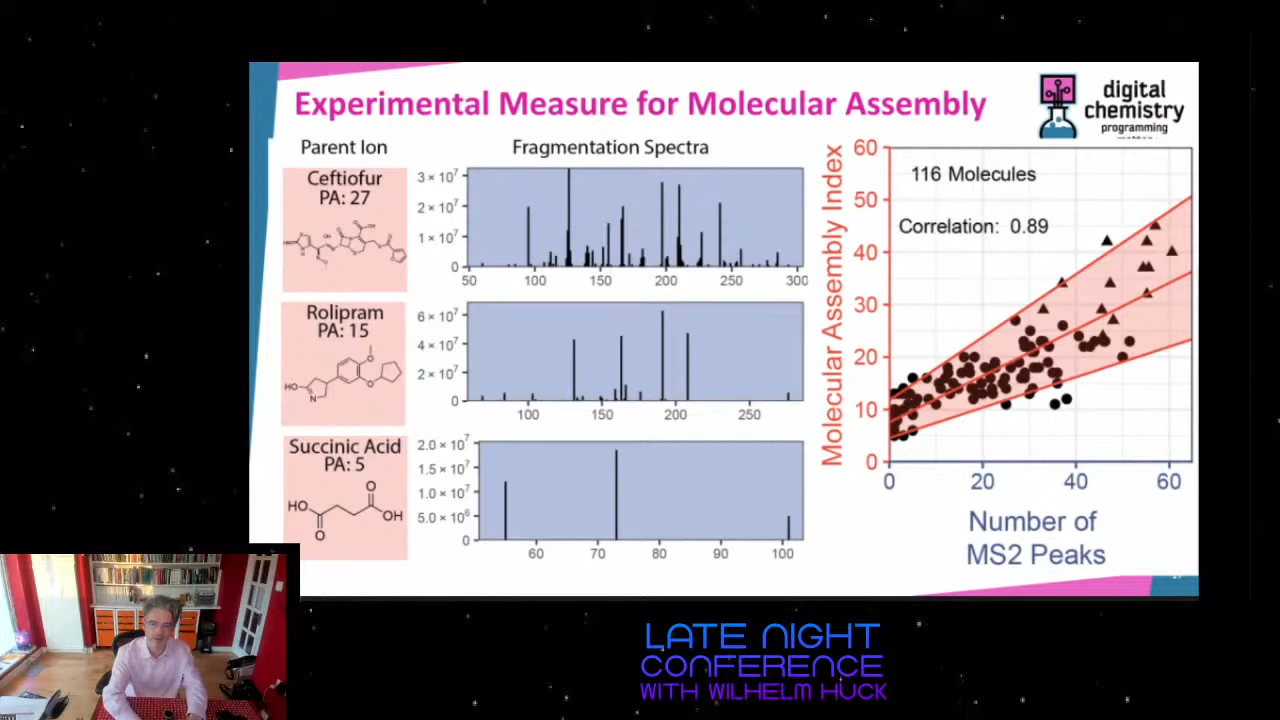 Experimental Measure for Molecular Assembly
digital
chemistry
programming
Parent Ion
Fragmentation Spectra
Ceftiofur
PA: 27
3 × 10⁷
2 × 10⁷
1 × 10⁷
0
50 100 150 200 250 300
Rolipram
PA: 15
HO
O
O
N
6 × 10⁷
4 × 10⁷
2 × 10⁷
0
100 150 200 250
Succinic Acid
PA: 5
O
HO
OH
O
2.0 × 10⁷
1.5 × 10⁷
1.0 × 10⁷
5.0 × 10⁶
0
60 70 80 90 100
Molecular Assembly Index
60
50
40
30
20
10
0
116 Molecules
Correlation: 0.89
0 20 40 60
Number of
MS2 Peaks
LATE NIGHT
CONFERENCE
WITH WILHELM HUCK